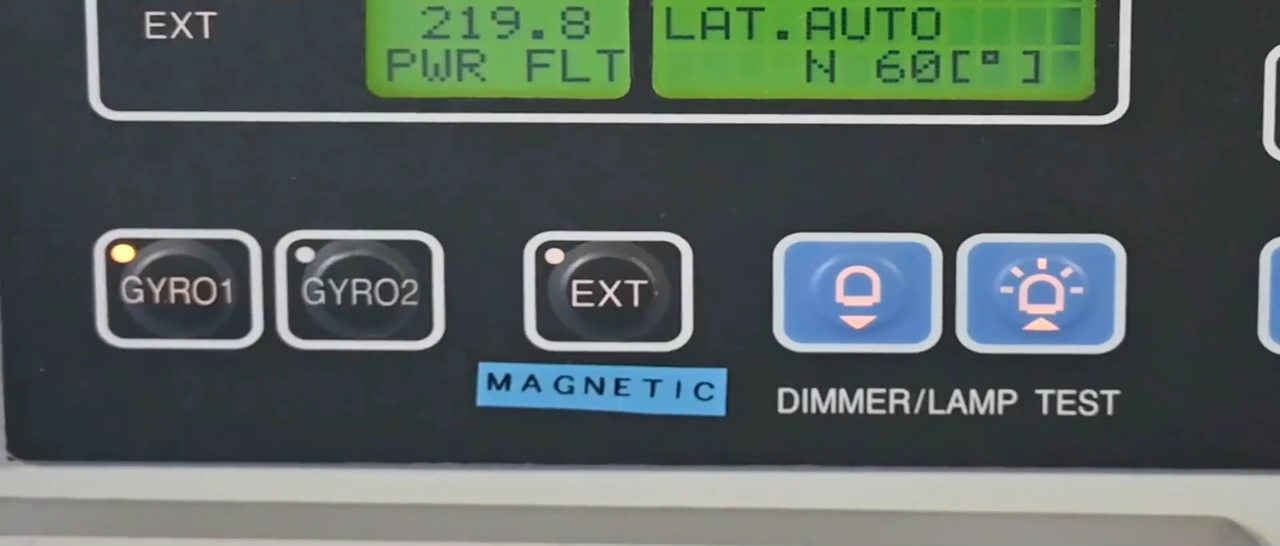 EXT
219.8
PWR FLT
LAT.AUTO
N 60[°]
GYRO1
GYRO2
EXT
MAGNETIC
DIMMER/LAMP TEST